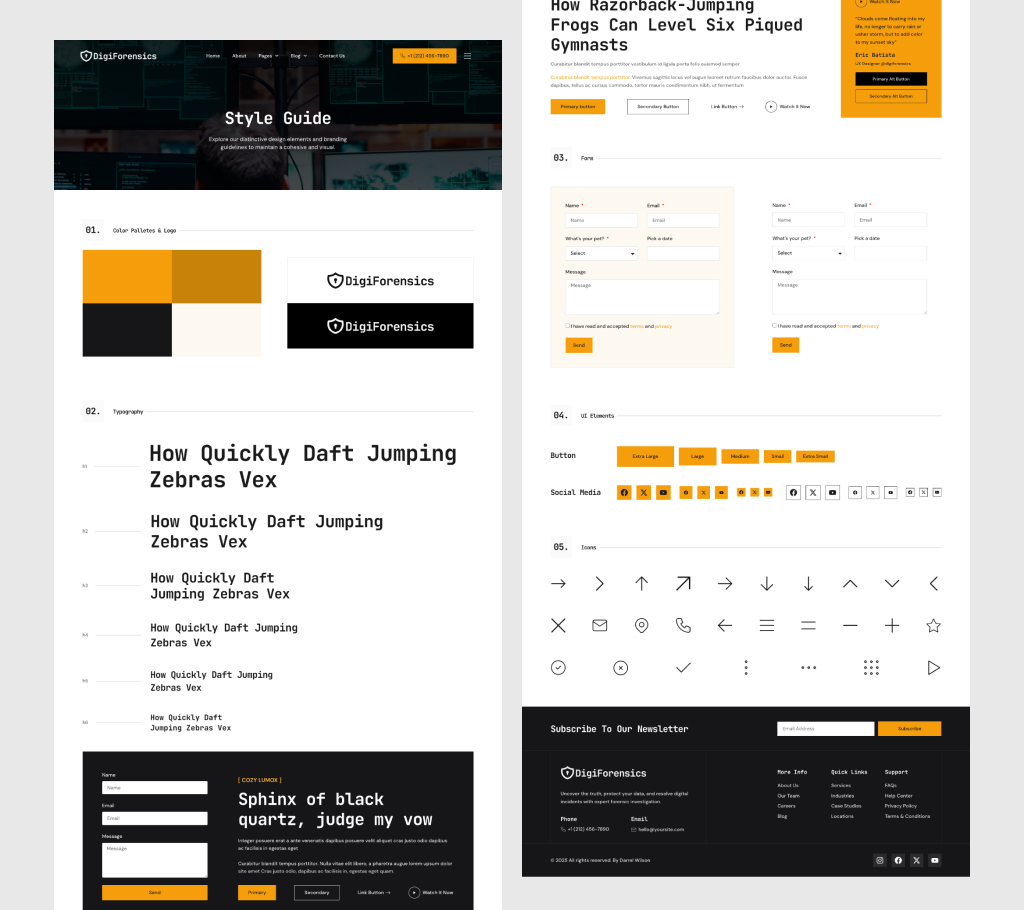 DigiForensics
Home About Pages Blog Contact Us
+1 (212) 456-7890
Style Guide
Explore our distinctive design elements and branding
guidelines to maintain a cohesive and visual.
01. Color Palletes & Logo
DigiForensics
DigiForensics
02. Typography
How Quickly Daft Jumping
Zebras Vex
How Quickly Daft Jumping
Zebras Vex
How Quickly Daft
Jumping Zebras Vex
How Quickly Daft Jumping
Zebras Vex
How Quickly Daft Jumping
Zebras Vex
How Quickly Daft
Jumping Zebras Vex
Name
Name
Email
Email
Message
Message
Send
[ COZY LUMOX ]
Sphinx of black
quartz, judge my vow
Integer posuere erat a ante venenatis dapibus posuere velit aliquet cras justo odio dapibus
ac facilisis in egestas eget
Curabitur blandit tempus porttitor. Nulla vitae elit libero, a pharetra augue lorem upsum dolor
site amet Cras justo odio, dapibus ac facilisis in, egestas eget quam.
Primary Secondary Link Button → Watch It Now
How Razorback-Jumping
Frogs Can Level Six Piqued
Gymnasts
Curabitur blandit tempus porttitor vestibulum id ligula porta felis euismod semper
Curabitur blandit tempus porttitor. Vivamus sagittis lacus vel augue laoreet rutrum faucibus dolor auctor. Fusce
dapibus, tellus ac cursus commodo, tortor mauris condimentum nibh, ut fermentum
Primary button Secondary Button Link Button → Watch It Now
Watch It Now
"Clouds come floating into my
life, no longer to carry rain or
usher storm, but to add color
to my sunset sky"
Eric Batista
UX Designer @digiforensics
Primary Alt Button
Secondary Alt Button
03. Form
Name * Email *
Name Email
What's your pet? * Pick a date
Select
Message
Message
I have read and accepted terms and privacy
Send
Name * Email *
Name Email
What's your pet? * Pick a date
Select
Message
Message
I have read and accepted terms and privacy
Send
04. UI Elements
Button Extra Large Large Medium Small Extra Small
Social Media
05. Icons
Subscribe To Our Newsletter
Email Address Subscribe
DigiForensics
Uncover the truth, protect your data, and resolve digital
incidents with expert forensic investigation.
Phone Email
+1 (212) 456-7890 hello@yoursite.com
More Info
About Us
Our Team
Careers
Blog
Quick Links
Services
Industries
Case Studies
Locations
Support
FAQs
Help Center
Privacy Policy
Terms & Conditions
© 2025 All rights reserved. By Darrel Wilson